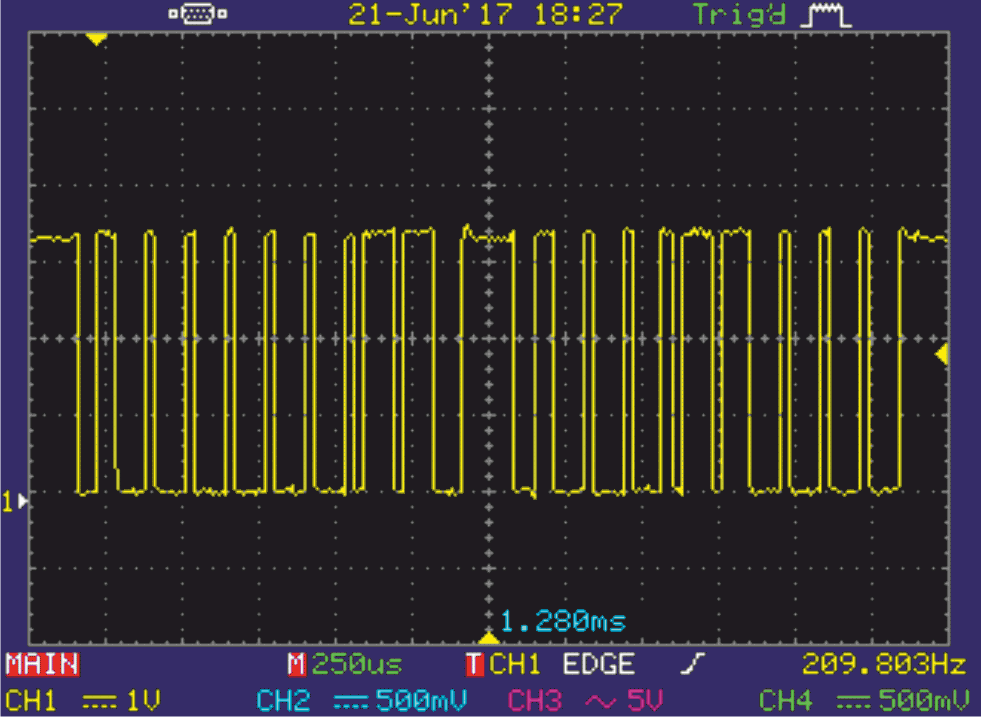 21-Jun'17 18:27 Trig'd
1
1.280ms
MAIN M 250us T CH1 EDGE 209.803Hz
CH1 1V CH2 500mV CH3 5V CH4 500mV